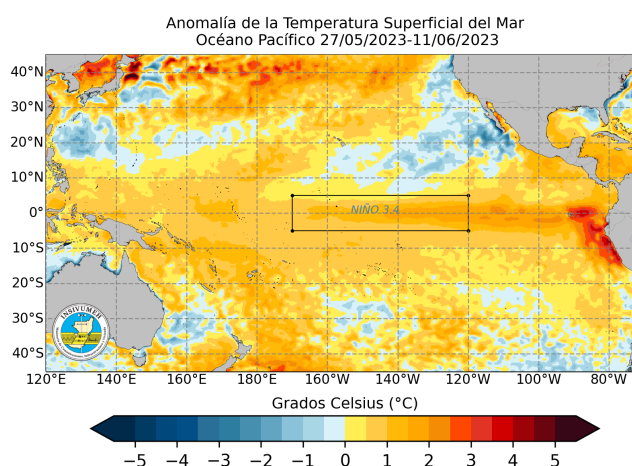 Anomalía de la Temperatura Superficial del Mar
Océano Pacífico 27/05/2023-11/06/2023
40°N
30°N
20°N
10°N
0°
10°S
20°S
30°S
40°S
NIÑO 3.4
INSIVUMEH
120°E 140°E 160°E 180°E 160°W 140°W 120°W 100°W 80°W
Grados Celsius (°C)
−5 −4 −3 −2 −1 0 1 2 3 4 5